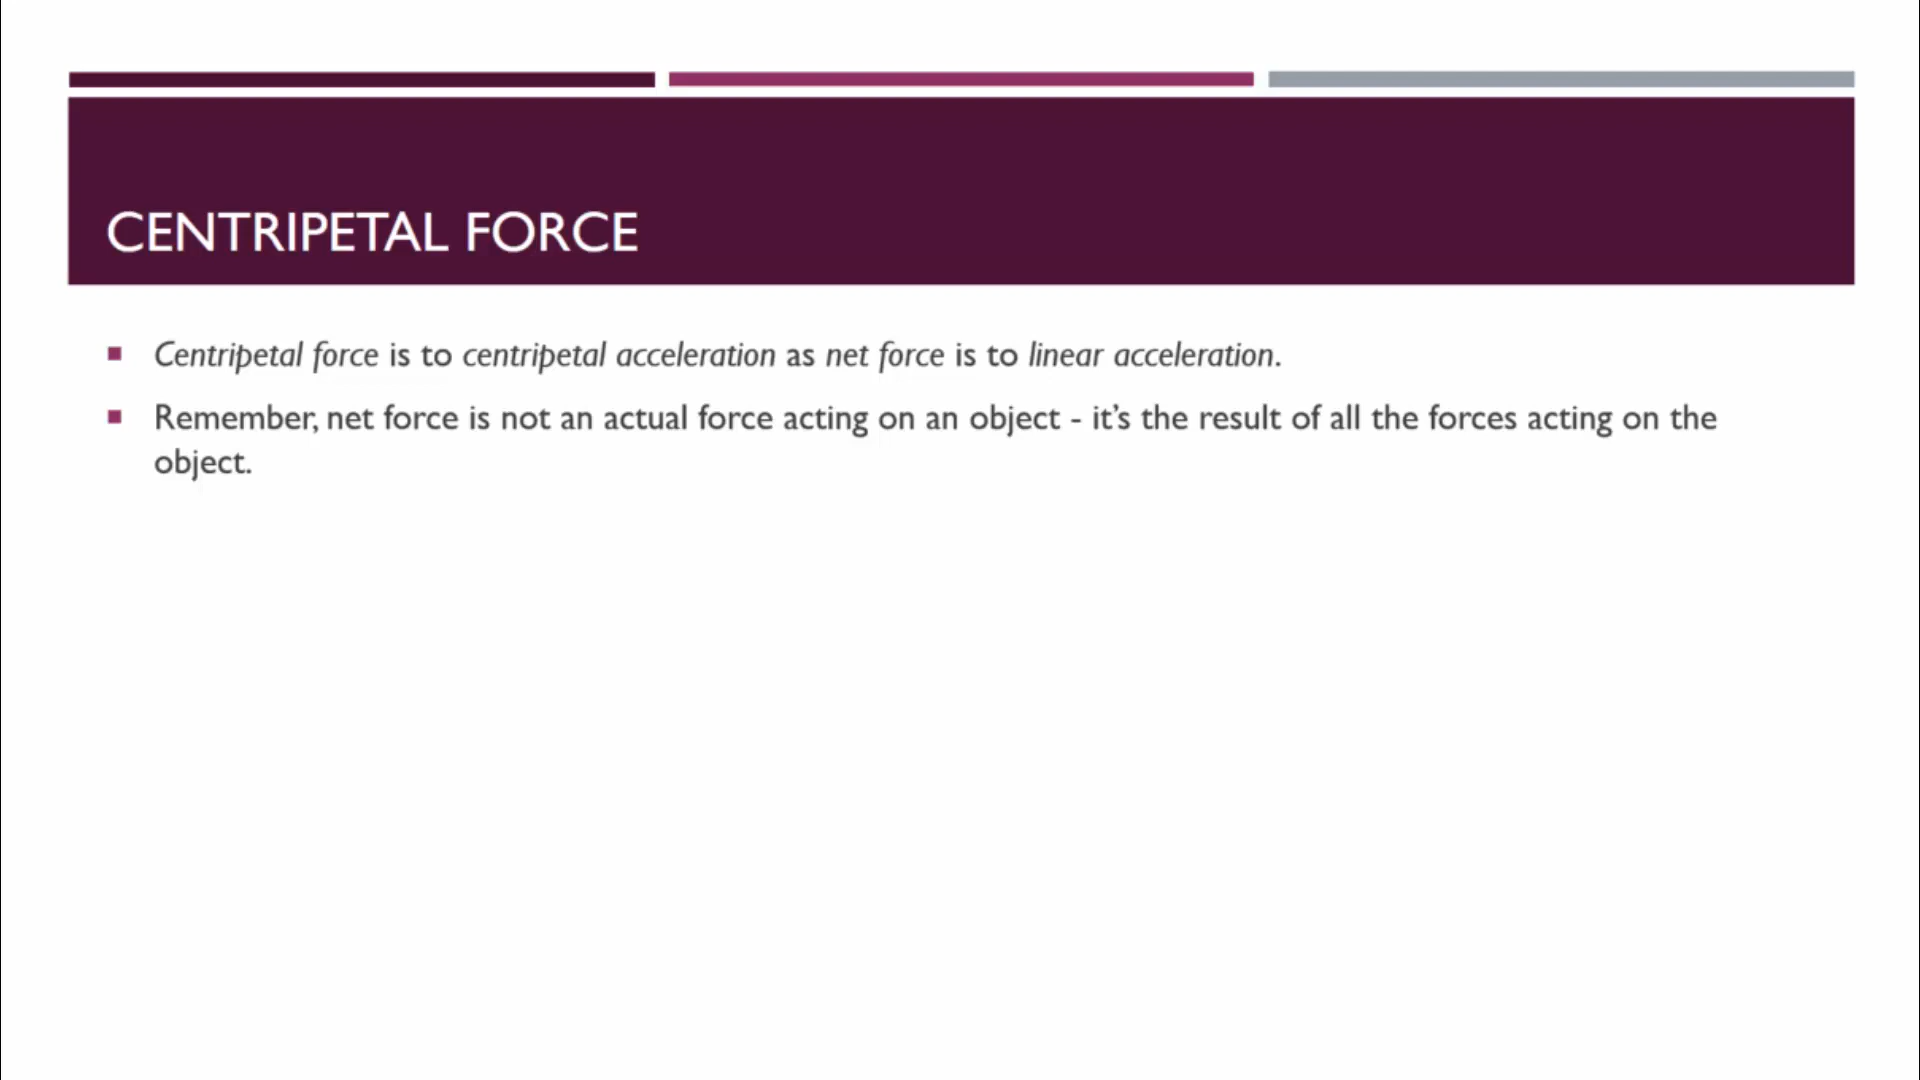 CENTRIPETAL FORCE
Centripetal force is to centripetal acceleration as net force is to linear acceleration.
Remember, net force is not an actual force acting on an object - it’s the result of all the forces acting on the
object.